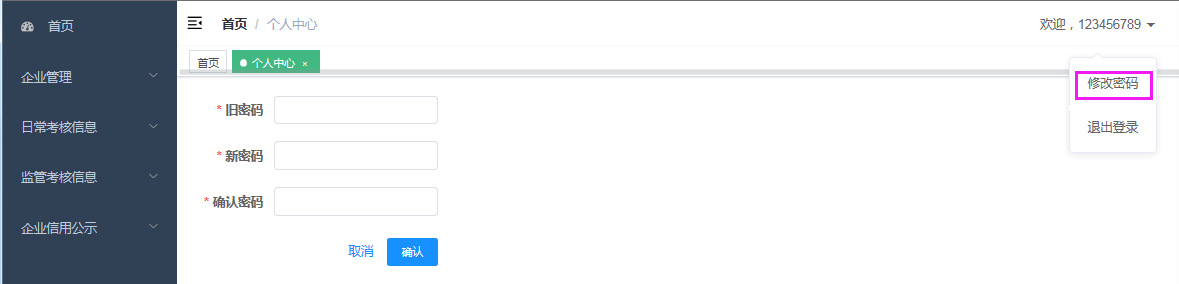 首页
企业管理
日常考核信息
监管考核信息
企业信用公示
首页 / 个人中心
欢迎，123456789
首页
个人中心 ×
修改密码
退出登录
* 旧密码
* 新密码
* 确认密码
取消 确认